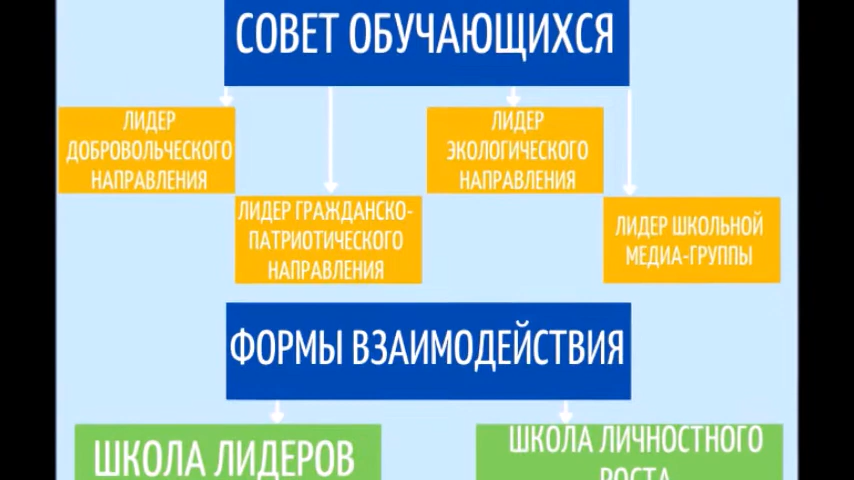 СОВЕТ ОБУЧАЮЩИХСЯ
ЛИДЕР
ДОБРОВОЛЬЧЕСКОГО
НАПРАВЛЕНИЯ
ЛИДЕР ГРАЖДАНСКО-
ПАТРИОТИЧЕСКОГО
НАПРАВЛЕНИЯ
ЛИДЕР
ЭКОЛОГИЧЕСКОГО
НАПРАВЛЕНИЯ
ЛИДЕР ШКОЛЬНОЙ
МЕДИА-ГРУППЫ
ФОРМЫ ВЗАИМОДЕЙСТВИЯ
ШКОЛА ЛИДЕРОВ
ШКОЛА ЛИЧНОСТНОГО
РОСТА